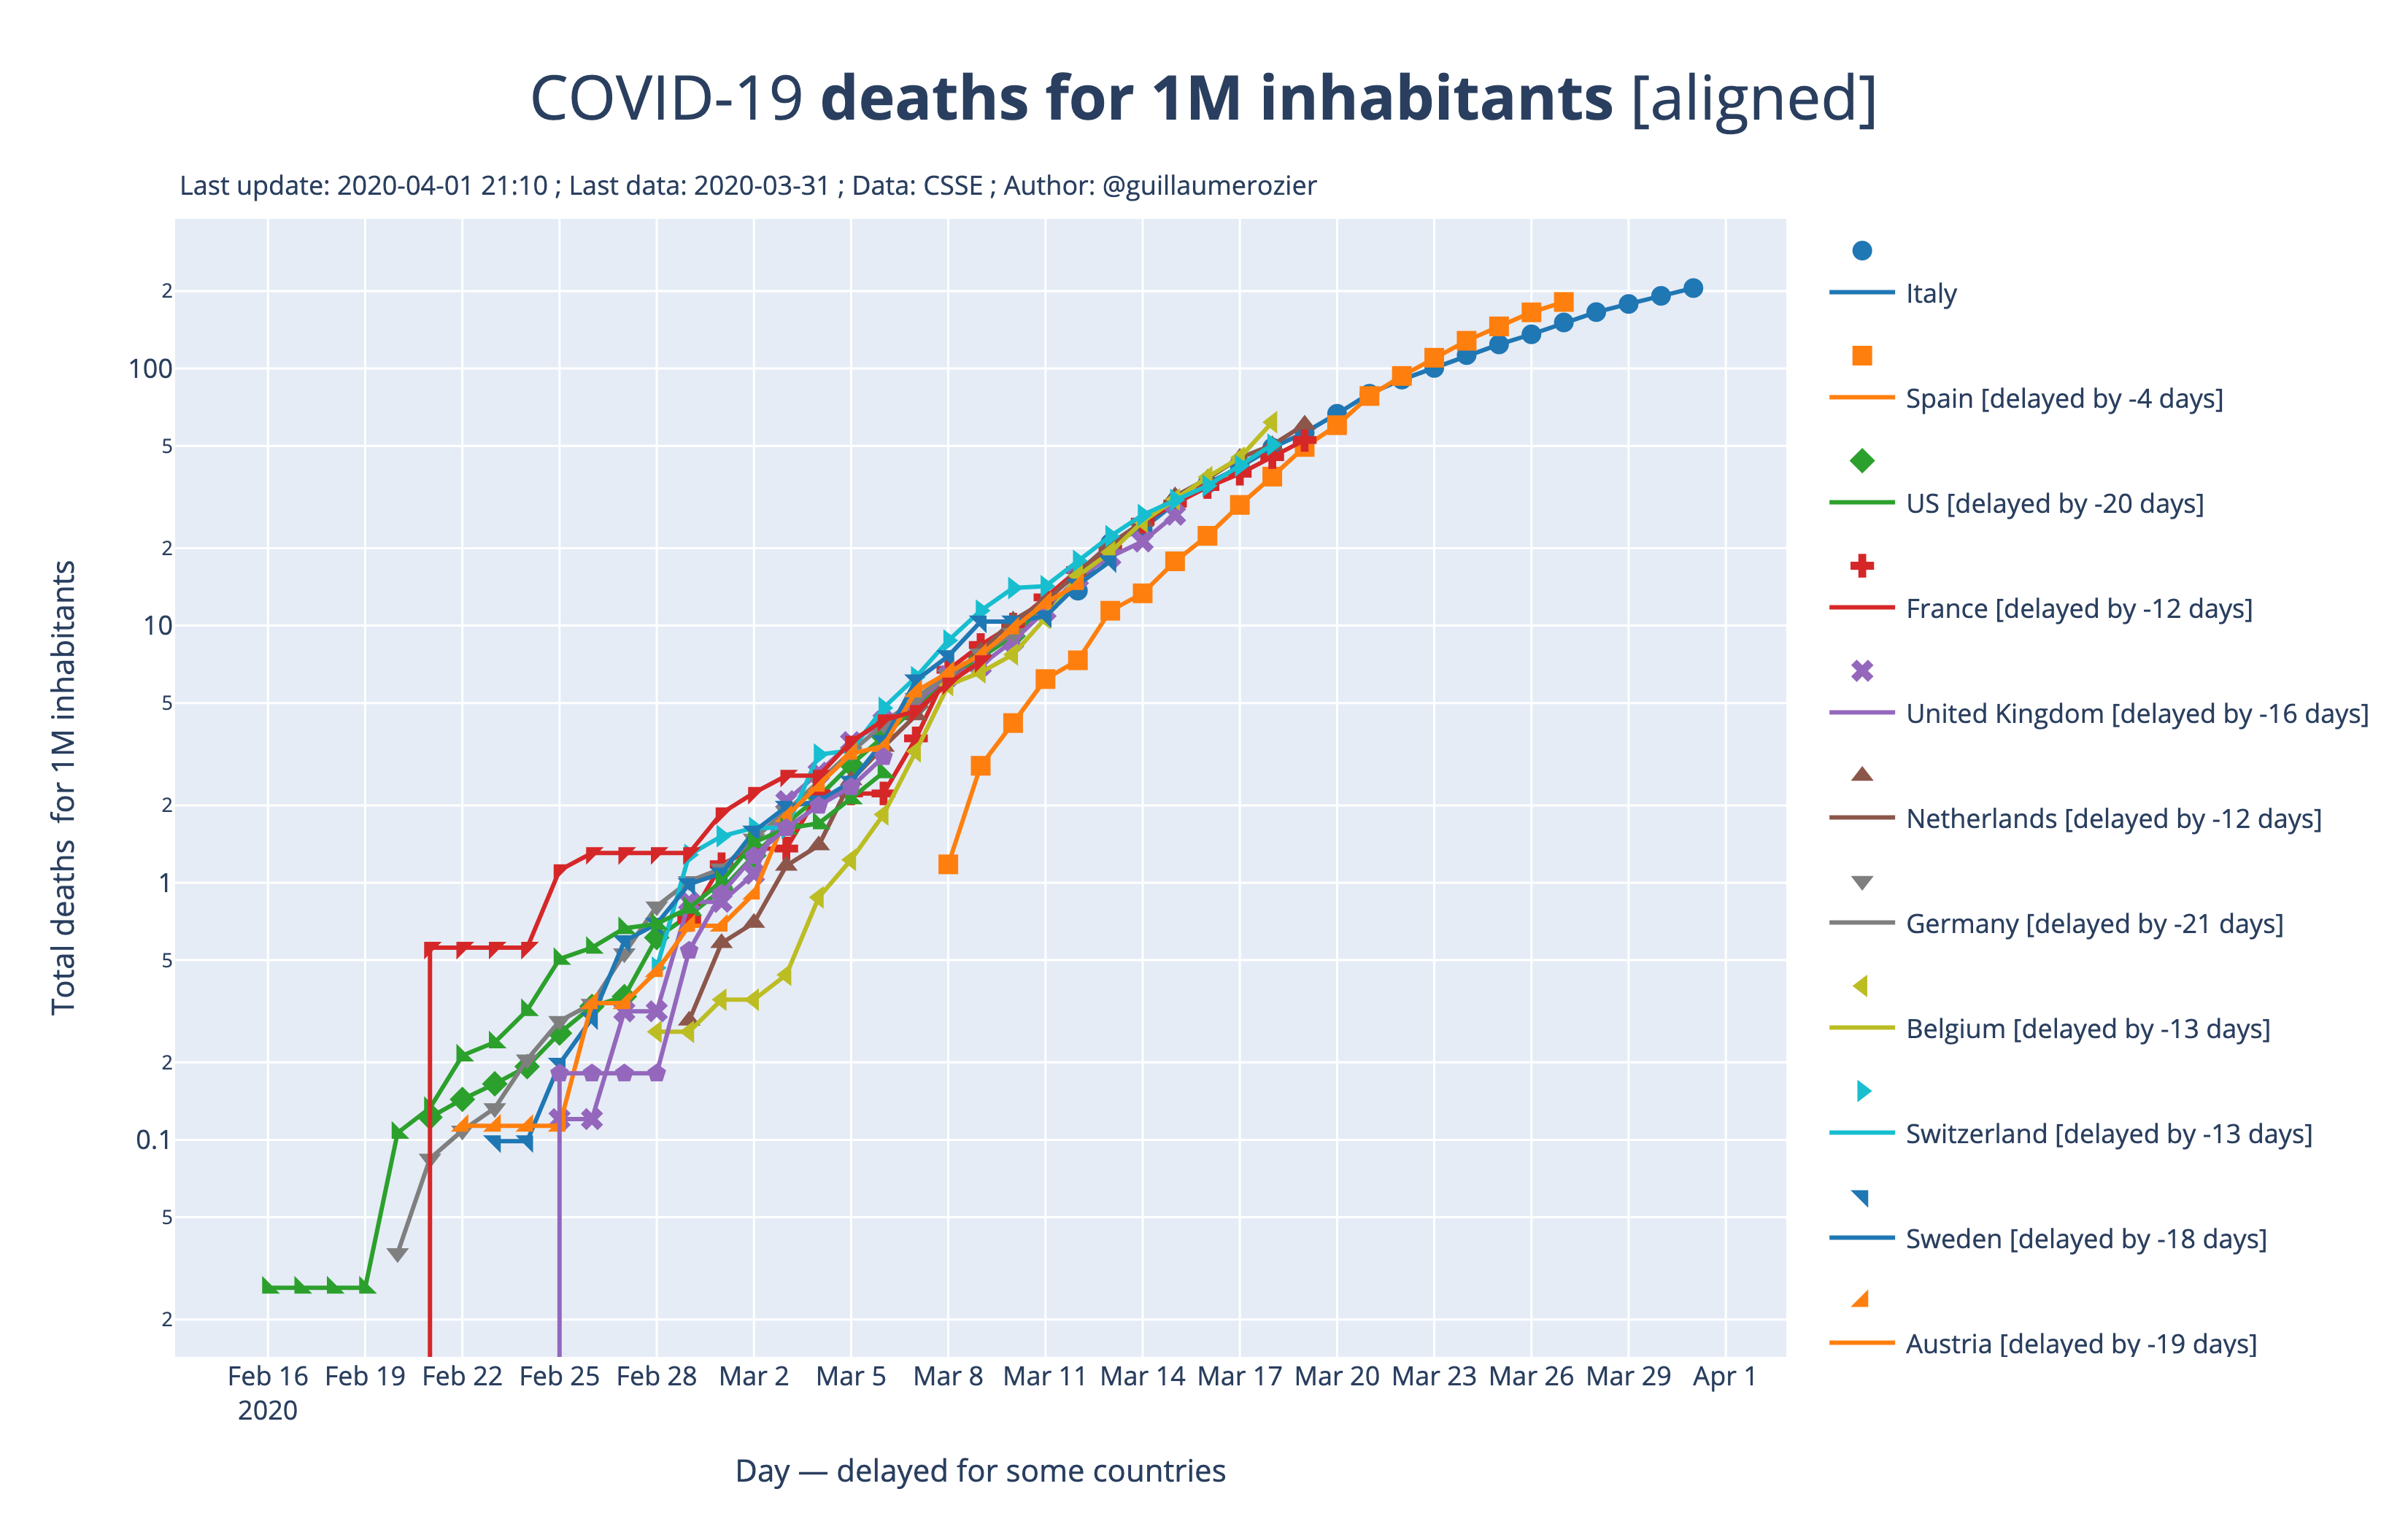 COVID-19 deaths for 1M inhabitants [aligned]
Last update: 2020-04-01 21:10 ; Last data: 2020-03-31 ; Data: CSSE ; Author: @guillaumerozier
Total deaths for 1M inhabitants
2
100
5
2
10
5
2
1
5
2
0.1
5
2
Feb 16 Feb 19 Feb 22 Feb 25 Feb 28 Mar 2 Mar 5 Mar 8 Mar 11 Mar 14 Mar 17 Mar 20 Mar 23 Mar 26 Mar 29 Apr 1
2020
Day — delayed for some countries
Italy
Spain [delayed by -4 days]
US [delayed by -20 days]
France [delayed by -12 days]
United Kingdom [delayed by -16 days]
Netherlands [delayed by -12 days]
Germany [delayed by -21 days]
Belgium [delayed by -13 days]
Switzerland [delayed by -13 days]
Sweden [delayed by -18 days]
Austria [delayed by -19 days]